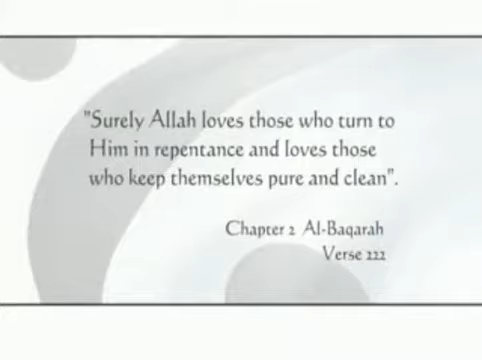 "Surely Allah loves those who turn to
Him in repentance and loves those
who keep themselves pure and clean".
Chapter 2 Al-Baqarah
Verse 222